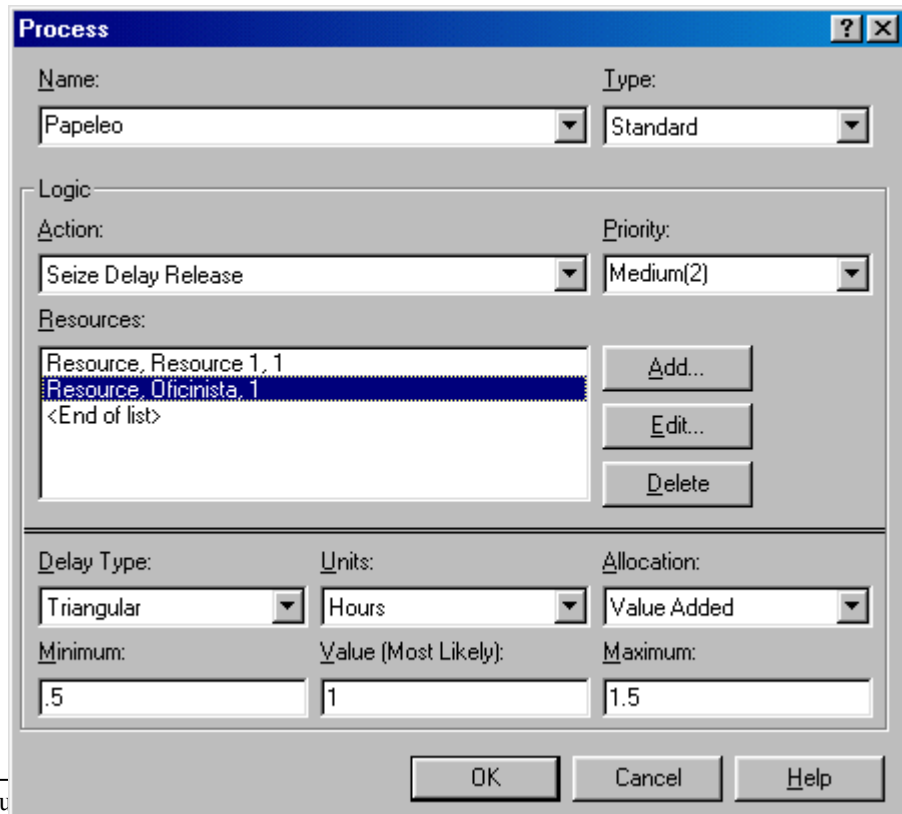 Process
Name: Type:
Papeleo Standard
Logic
Action: Priority:
Seize Delay Release Medium(2)
Resources:
Resource, Resource 1, 1 Add...
Resource, Oficinista, 1
<End of list> Edit...
Delete
Delay Type: Units: Allocation:
Triangular Hours Value Added
Minimum: Value (Most Likely): Maximum:
.5 1 1.5
OK Cancel Help